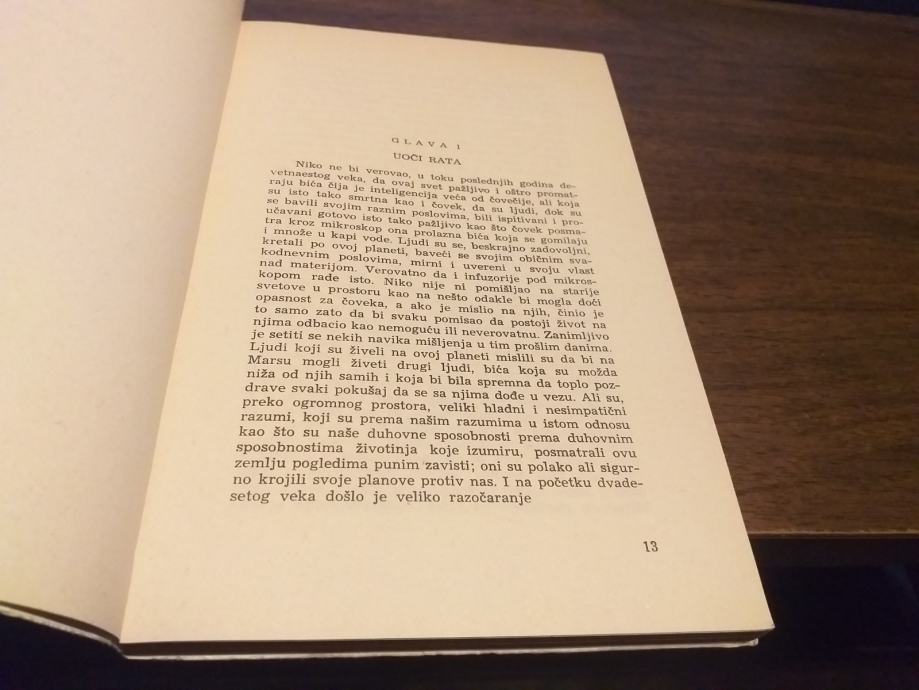 GLAVA 1
UOČI RATA
Niko ne bi verovao, u toku poslednjih godina de-
vetnaestog veka, da ovaj svet pažljivo i oštro promat-
raju bića čija je inteligencija veća od čovečije, ali koja
su isto tako smrtna kao i čovek, da su ljudi, dok su
se bavili svojim raznim poslovima, bili ispitivani i pro-
učavani gotovo isto tako pažljivo kao što čovek posma-
tra kroz mikroskop ona prolazna bića koja se gomilaju
i množe u kapi vode. Ljudi su se, beskrajno zadovoljni,
kretali po ovoj planeti, baveći se svojim običnim sva-
kodnevnim poslovima, mirni i uvereni u svoju vlast
nad materijom. Verovatno da i infuzorije pod mikros-
kopom rade isto. Niko nije ni pomišljao na starije
svetove u prostoru kao na nešto odakle bi mogla doći
opasnost za čoveka, a ako je mislio na njih, činio je
to samo zato da bi svaku pomisao da postoji život na
njima odbacio kao nemoguću ili neverovatnu. Zanimljivo
je setiti se nekih navika mišljenja u tim prošlim danima.
Ljudi koji su živeli na ovoj planeti mislili su da bi na
Marsu mogli živeti drugi ljudi, bića koja su možda
niža od njih samih i koja bi bila spremna da toplo poz-
drave svaki pokušaj da se sa njima dođe u vezu. Ali su,
preko ogromnog prostora, veliki hladni i nesimpatični
razumi, koji su prema našim razumima u istom odnosu
kao što su naše duhovne sposobnosti prema duhovnim
sposobnostima životinja koje izumiru, posmatrali ovu
zemlju pogledima punim zavisti; oni su polako ali sigur-
no krojili svoje planove protiv nas. I na početku dvade-
setog veka došlo je veliko razočaranje
13